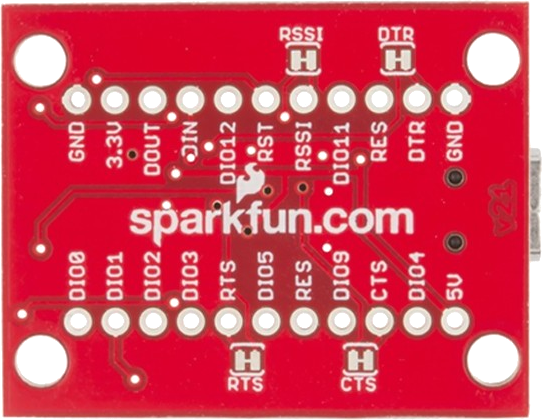 RSSI DTR
GND 3.3V DOUT DIN DIO12 RST RSSI DIO11 RES DTR GND
sparkfun.com
v21
DIO0 DIO1 DIO2 DIO3 RTS DIO5 RES DIO9 CTS DIO4 5V
RTS CTS